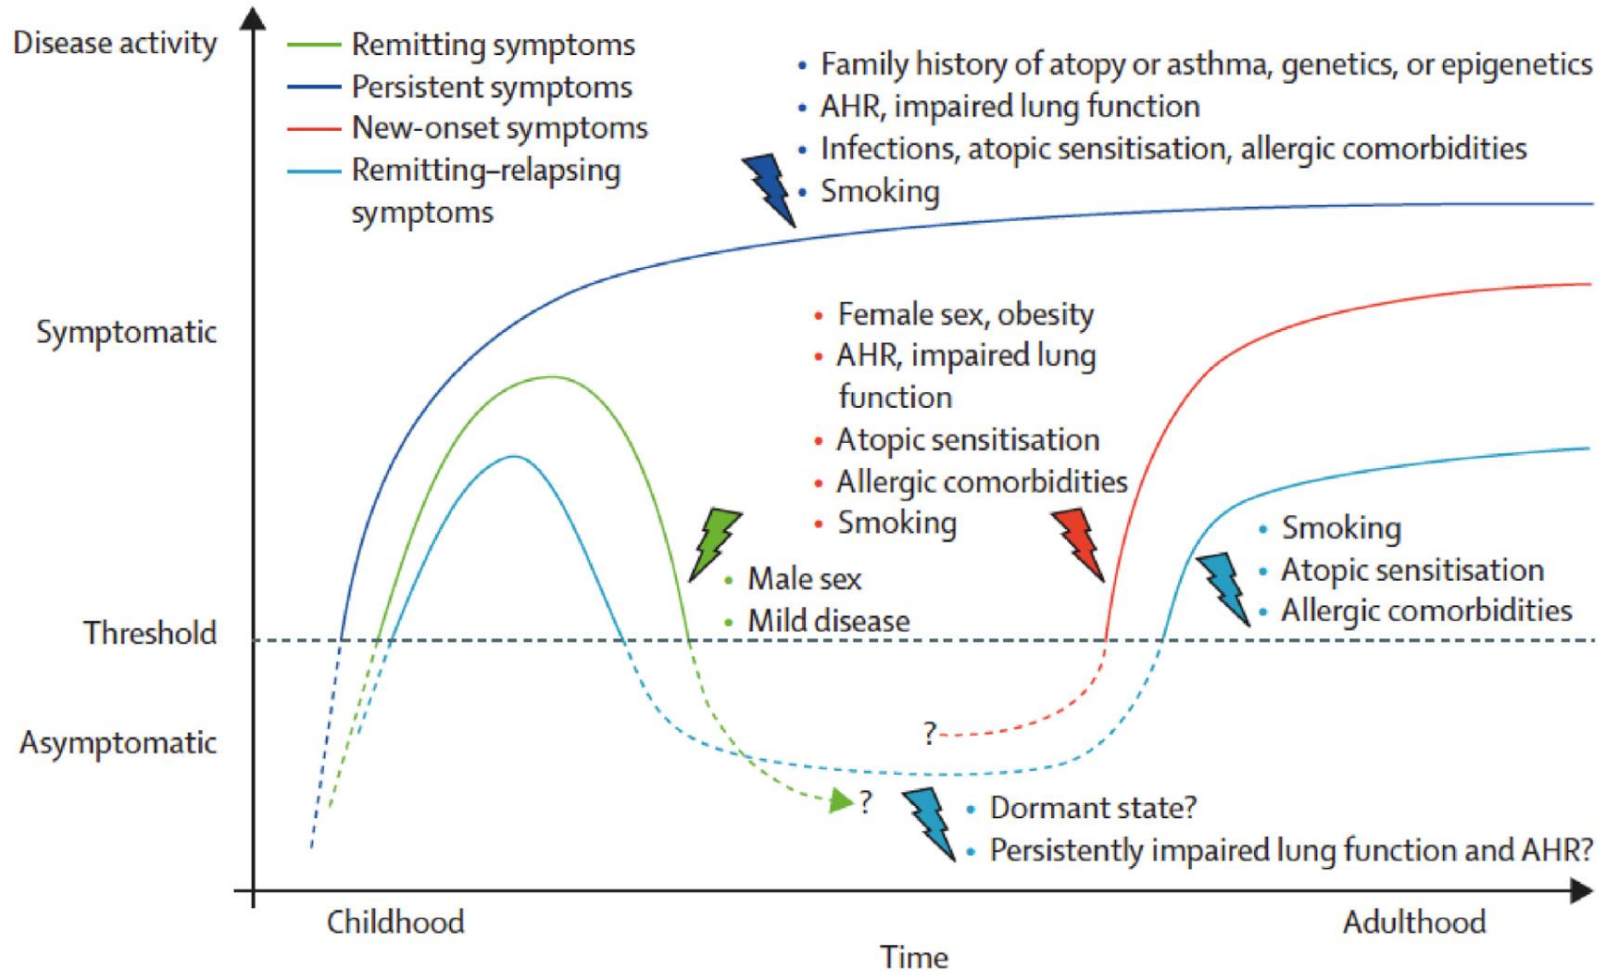 Disease activity
Remitting symptoms
Persistent symptoms
New-onset symptoms
Remitting–relapsing
symptoms
• Family history of atopy or asthma, genetics, or epigenetics
• AHR, impaired lung function
• Infections, atopic sensitisation, allergic comorbidities
• Smoking
Symptomatic
• Female sex, obesity
• AHR, impaired lung
function
• Atopic sensitisation
• Allergic comorbidities
• Smoking
• Male sex
• Mild disease
• Smoking
• Atopic sensitisation
• Allergic comorbidities
Threshold
Asymptomatic
?
?
• Dormant state?
• Persistently impaired lung function and AHR?
Childhood
Adulthood
Time